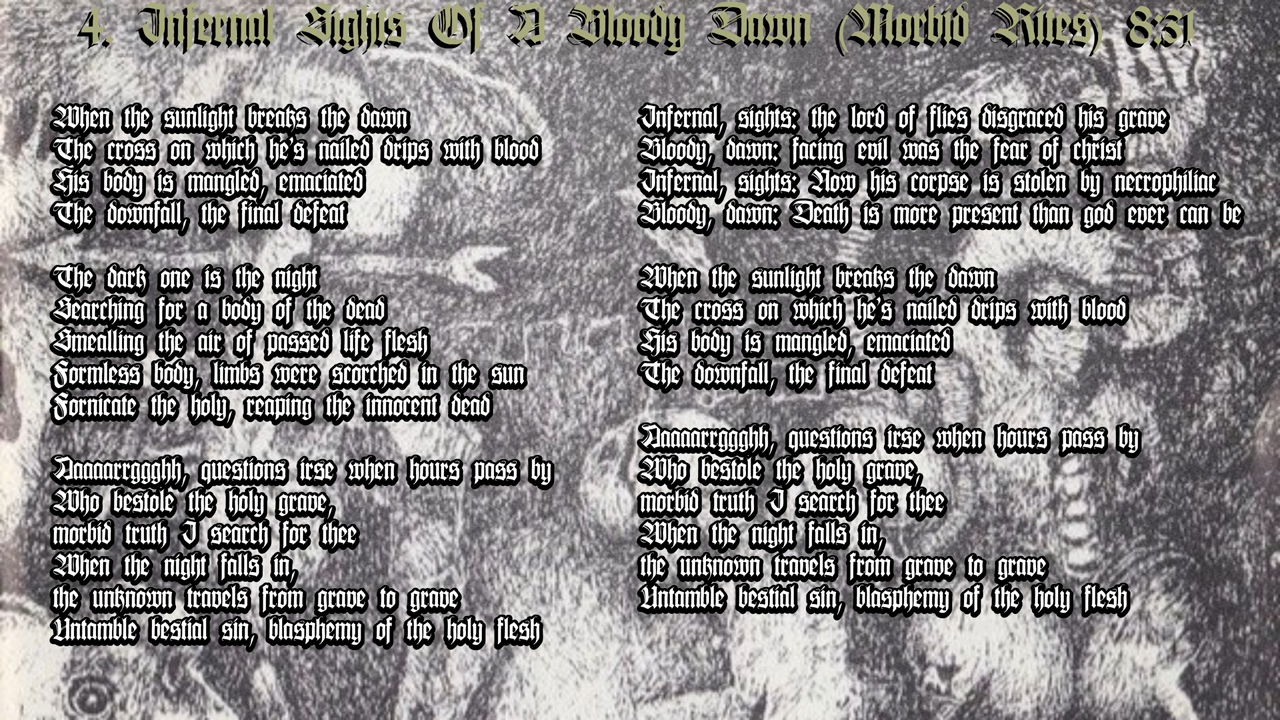 4. Infernal Sights Of A Bloody Dawn (Morbid Rites) 8:31
When the sunlight breaks the dawn
The cross on which he's nailed drips with blood
His body is mangled, emaciated
The downfall, the final defeat
The dark one is the night
Searching for a body of the dead
Smealling the air of passed life flesh
Formless body, limbs were scorched in the sun
Fornicate the holy, reaping the innocent dead
Aaaaarrggghh, questions irse when hours pass by
Who bestole the holy grave,
morbid truth I search for thee
When the night falls in,
the unknown travels from grave to grave
Untamble bestial sin, blasphemy of the holy flesh
Infernal, sights: the lord of flies disgraced his grave
Bloody, dawn: facing evil was the fear of christ
Infernal, sights: Now his corpse is stolen by necrophiliac
Bloody, dawn: Death is more present than god ever can be
When the sunlight breaks the dawn
The cross on which he's nailed drips with blood
His body is mangled, emaciated
The downfall, the final defeat
Aaaaarrggghh, questions irse when hours pass by
Who bestole the holy grave,
morbid truth I search for thee
When the night falls in,
the unknown travels from grave to grave
Untamble bestial sin, blasphemy of the holy flesh